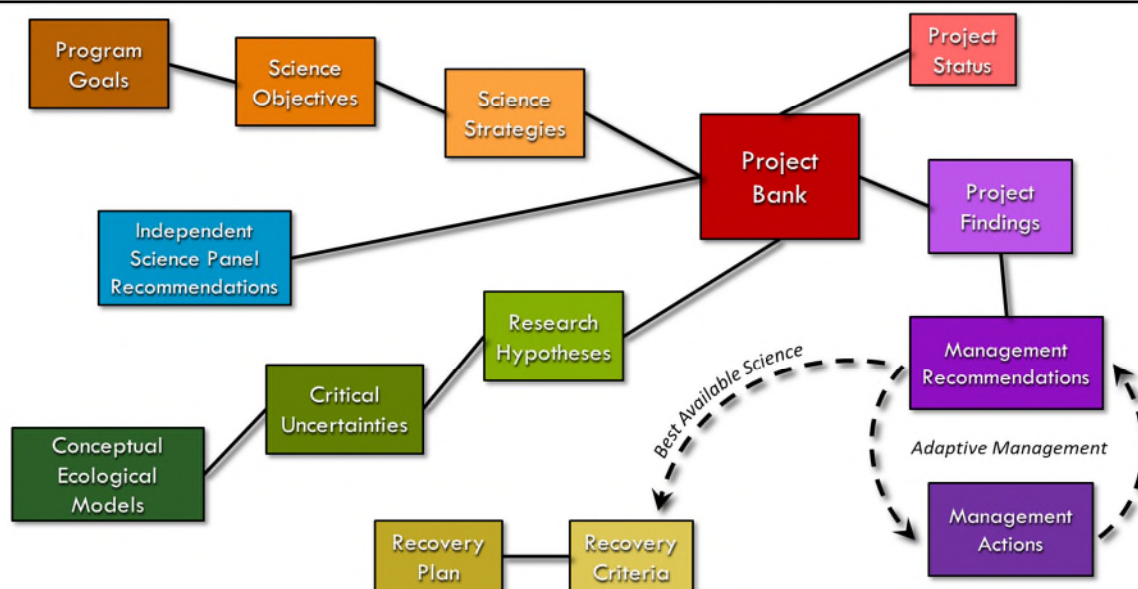 Program
Goals
Science
Objectives
Science
Strategies
Project
Bank
Project
Status
Project
Findings
Independent
Science Panel
Recommendations
Research
Hypotheses
Critical
Uncertainties
Conceptual
Ecological
Models
Management
Recommendations
Best Available Science
Adaptive Management
Management
Actions
Recovery
Plan
Recovery
Criteria